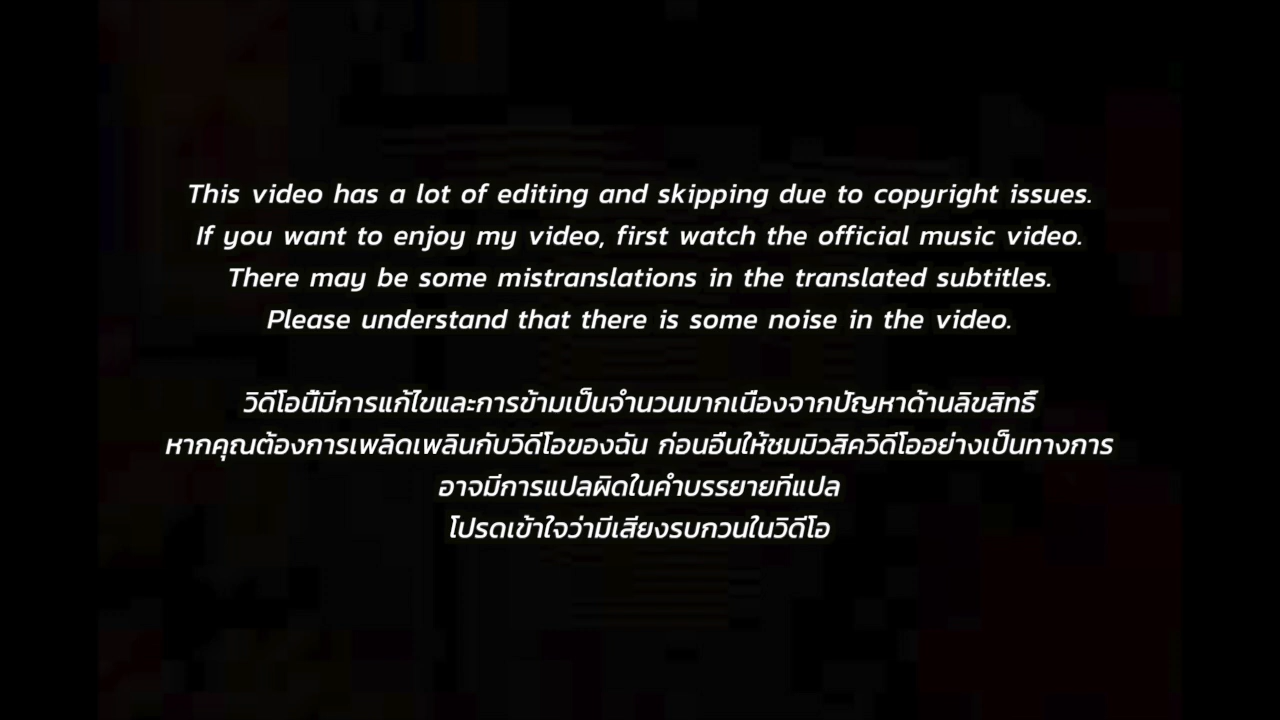 This video has a lot of editing and skipping due to copyright issues.
If you want to enjoy my video, first watch the official music video.
There may be some mistranslations in the translated subtitles.
Please understand that there is some noise in the video.
วิดีโอนี้มีการแก้ไขและการข้ามเป็นจำนวนมากเนื่องจากปัญหาด้านลิขสิทธิ์
หากคุณต้องการเพลิดเพลินกับวิดีโอของฉัน ก่อนอื่นให้ชมมิวสิควิดีโออย่างเป็นทางการ
อาจมีการแปลผิดในคำบรรยายที่แปล
โปรดเข้าใจว่ามีเสียงรบกวนในวิดีโอ